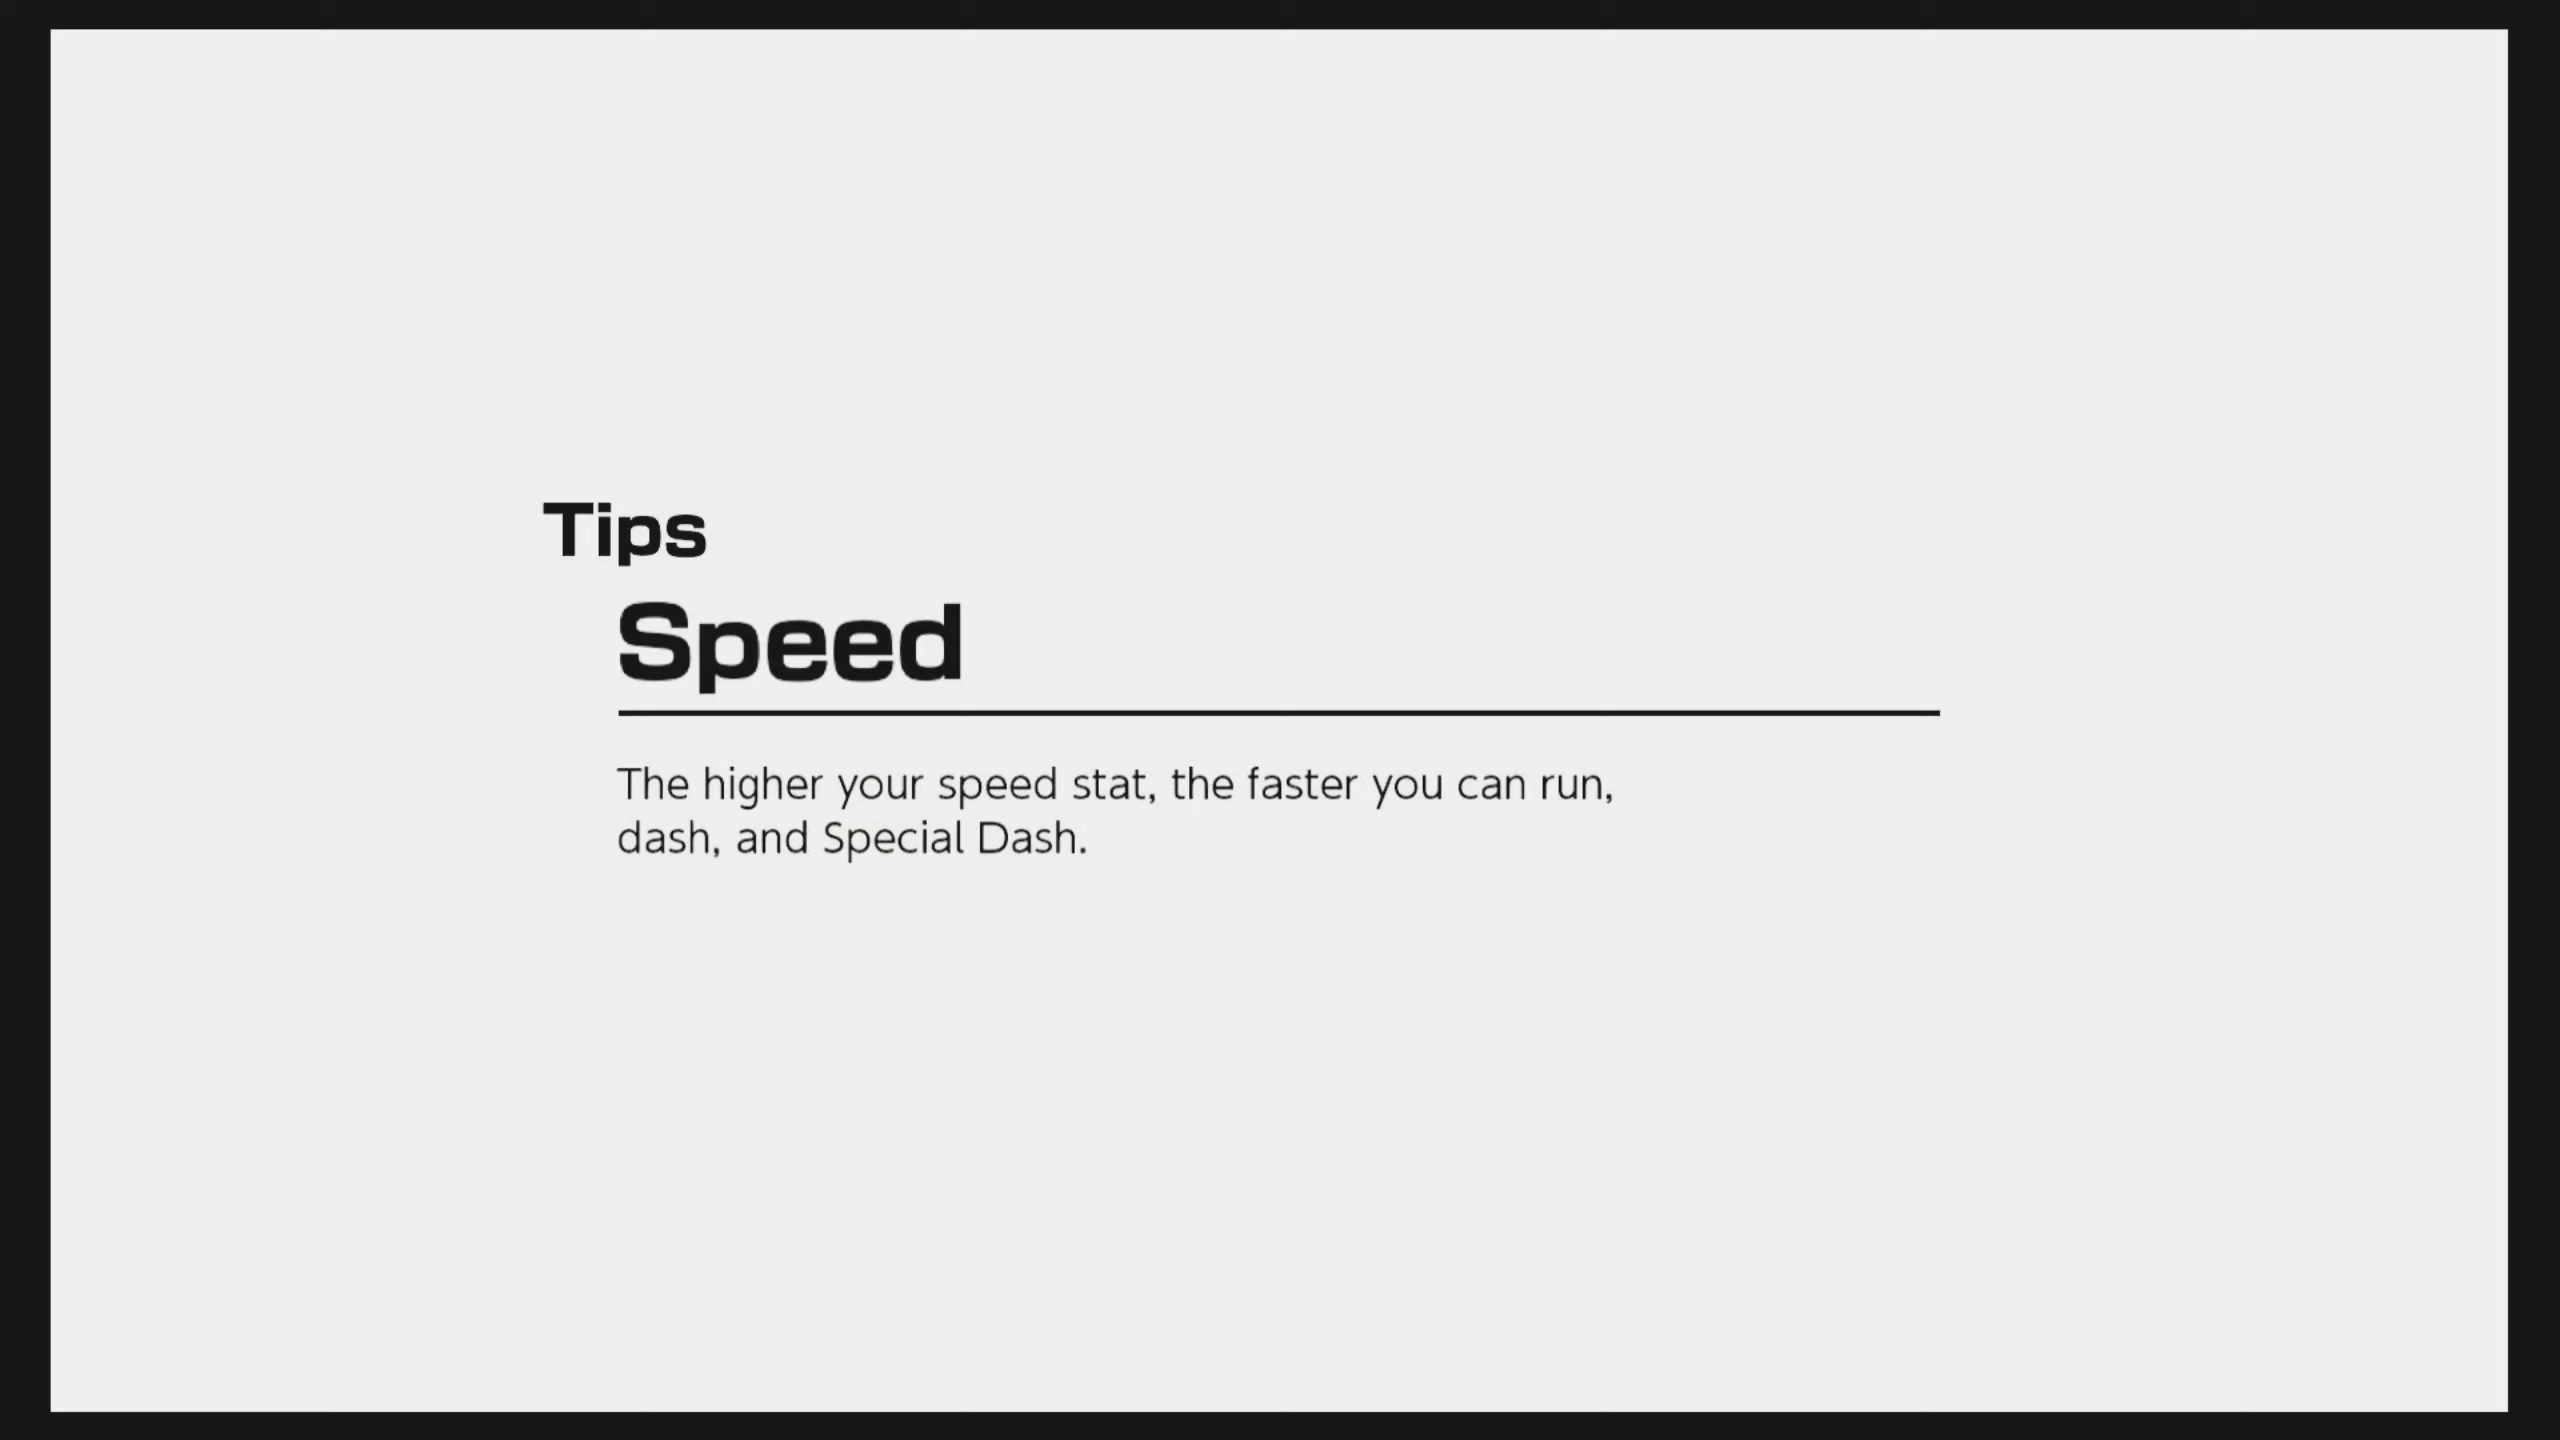 Tips
Speed
The higher your speed stat, the faster you can run,
dash, and Special Dash.